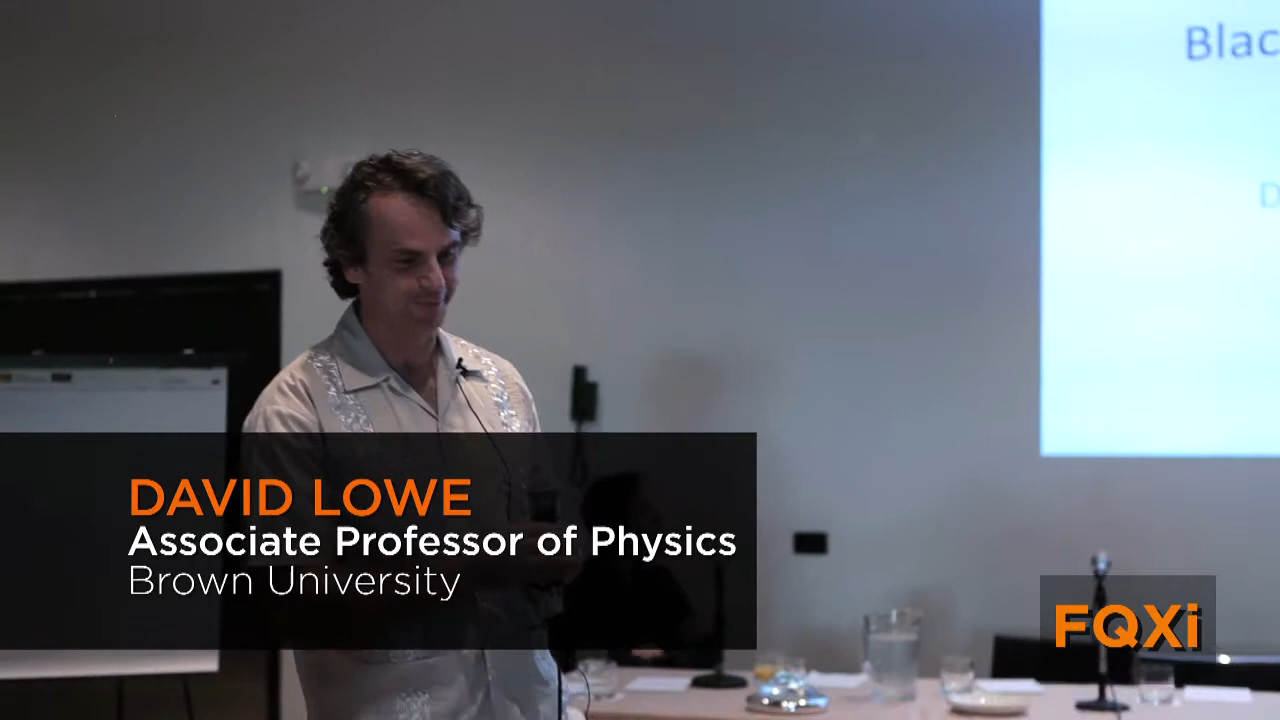 Blac
D
DAVID LOWE
Associate Professor of Physics
Brown University
FQXi